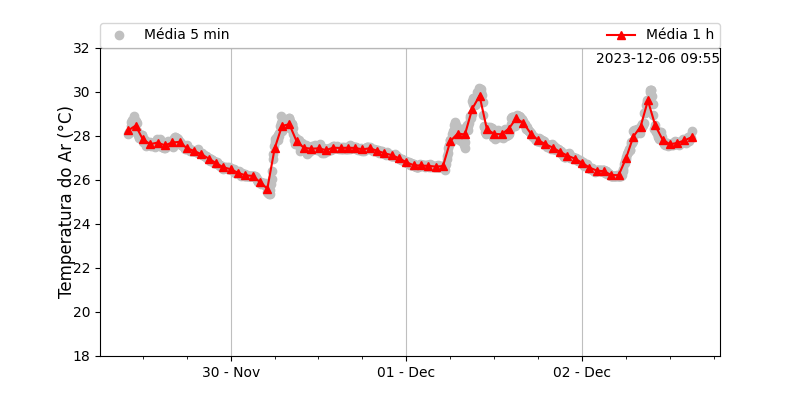 Média 5 min
Média 1 h
2023-12-06 09:55
Temperatura do Ar (°C)
32
30
28
26
24
22
20
18
30 - Nov
01 - Dec
02 - Dec